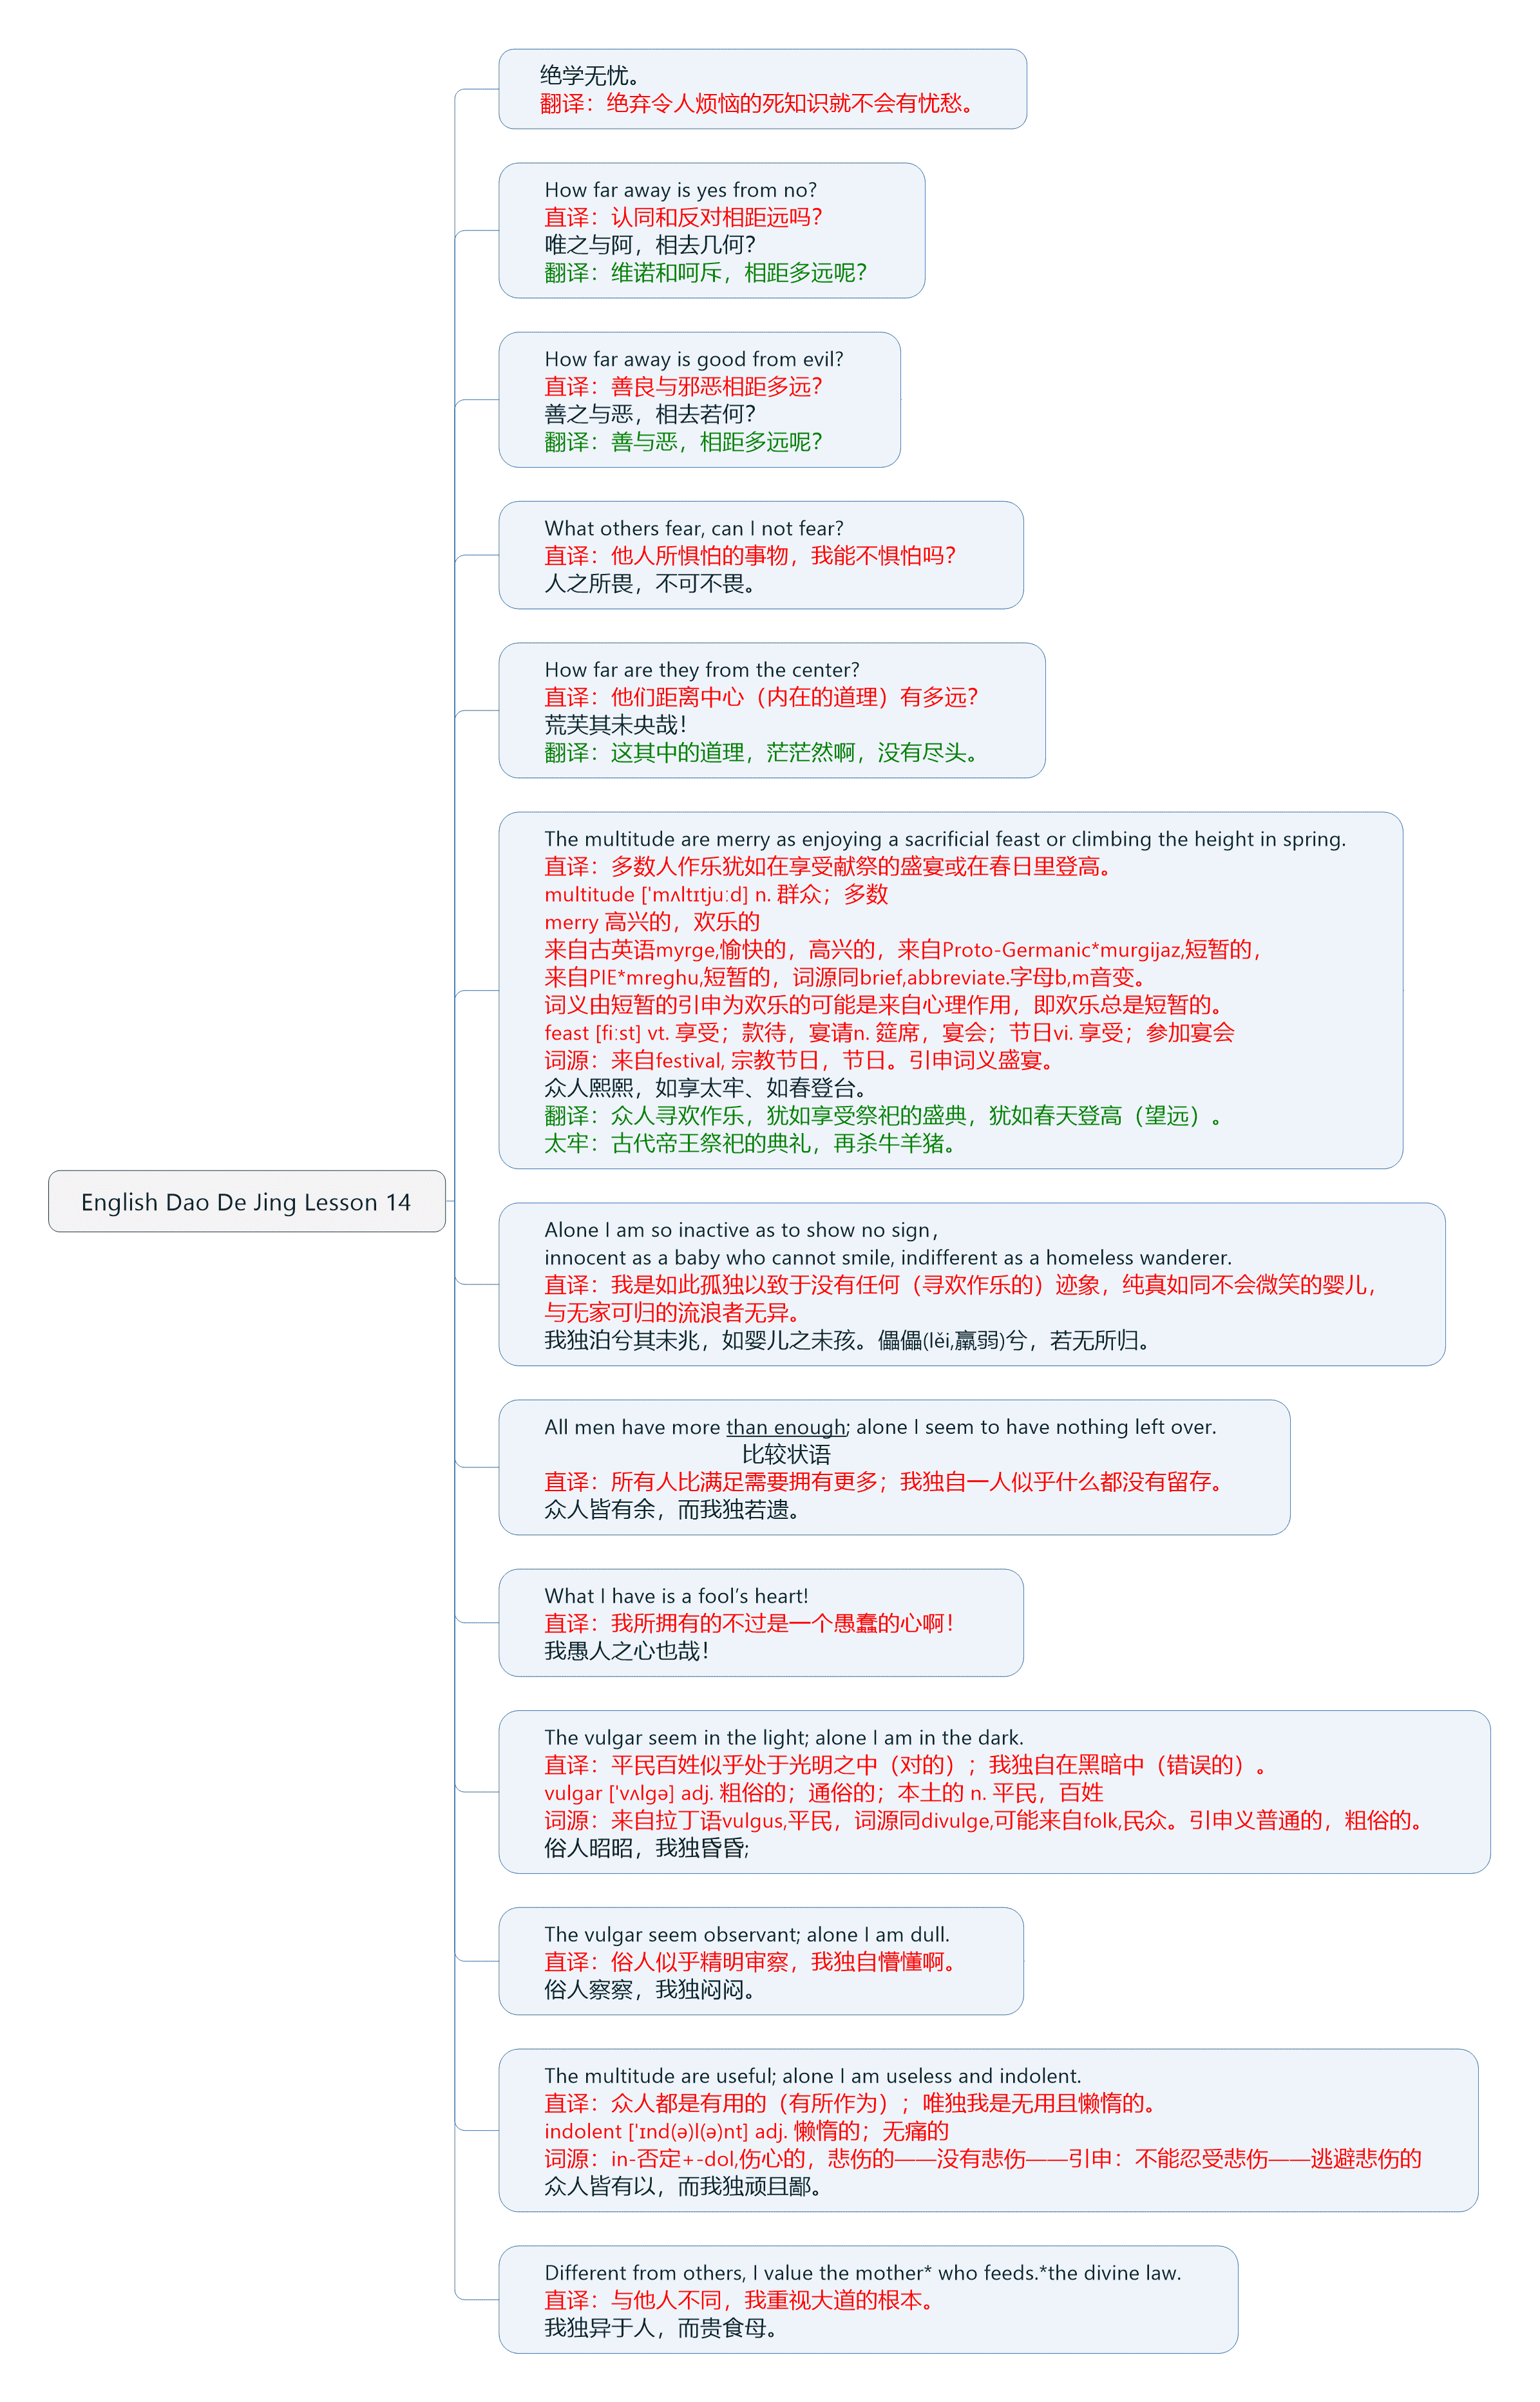 English Dao De Jing Lesson 14
绝学无忧。
翻译：绝弃令人烦恼的死知识就不会有忧愁。
How far away is yes from no?
直译：认同和反对相距远吗？
唯之与阿，相去几何？
翻译：维诺和呵斥，相距多远呢？
How far away is good from evil?
直译：善良与邪恶相距多远？
善之与恶，相去若何？
翻译：善与恶，相距多远呢？
What others fear, can I not fear?
直译：他人所惧怕的事物，我能不惧怕吗？
人之所畏，不可不畏。
How far are they from the center?
直译：他们距离中心（内在的道理）有多远？
荒芙其未央哉！
翻译：这其中的道理，茫茫然啊，没有尽头。
The multitude are merry as enjoying a sacrificial feast or climbing the height in spring.
直译：多数人作乐犹如在享受献祭的盛宴或在春日里登高。
multitude ['mʌltɪtjuːd] n. 群众；多数
merry 高兴的，欢乐的
来自古英语myrge,愉快的，高兴的，来自Proto-Germanic*murgijaz,短暂的，
来自PIE*mreghu,短暂的，词源同brief,abbreviate.字母b,m音变。
词义由短暂的引申为欢乐的可能是来自心理作用，即欢乐总是短暂的。
feast [fiːst] vt. 享受；款待，宴请n. 筵席，宴会；节日vi. 享受；参加宴会
词源：来自festival, 宗教节日，节日。引申词义盛宴。
众人熙熙，如享太牢、如春登台。
翻译：众人寻欢作乐，犹如享受祭祀的盛典，犹如春天登高（望远）。
太牢：古代帝王祭祀的典礼，再杀牛羊猪。
Alone I am so inactive as to show no sign，
innocent as a baby who cannot smile, indifferent as a homeless wanderer.
直译：我是如此孤独以致于没有任何（寻欢作乐的）迹象，纯真如同不会微笑的婴儿，
与无家可归的流浪者无异。
我独泊兮其未兆，如婴儿之未孩。儡儡(lěi,羸弱)兮，若无所归。
All men have more than enough; alone I seem to have nothing left over.
比较状语
直译：所有人比满足需要拥有更多；我独自一人似乎什么都没有留存。
众人皆有余，而我独若遗。
What I have is a fool’s heart!
直译：我所拥有的不过是一个愚蠢的心啊！
我愚人之心也哉！
The vulgar seem in the light; alone I am in the dark.
直译：平民百姓似乎处于光明之中（对的）；我独自在黑暗中（错误的）。
vulgar ['vʌlgə] adj. 粗俗的；通俗的；本土的 n. 平民，百姓
词源：来自拉丁语vulgus,平民，词源同divulge,可能来自folk,民众。引申义普通的，粗俗的。
俗人昭昭，我独昏昏;
The vulgar seem observant; alone I am dull.
直译：俗人似乎精明审察，我独自懵懂啊。
俗人察察，我独闷闷。
The multitude are useful; alone I am useless and indolent.
直译：众人都是有用的（有所作为）；唯独我是无用且懒惰的。
indolent ['ɪnd(ə)l(ə)nt] adj. 懒惰的；无痛的
词源：in-否定+-dol,伤心的，悲伤的——没有悲伤——引申：不能忍受悲伤——逃避悲伤的
众人皆有以，而我独顽且鄙。
Different from others, I value the mother* who feeds.*the divine law.
直译：与他人不同，我重视大道的根本。
我独异于人，而贵食母。